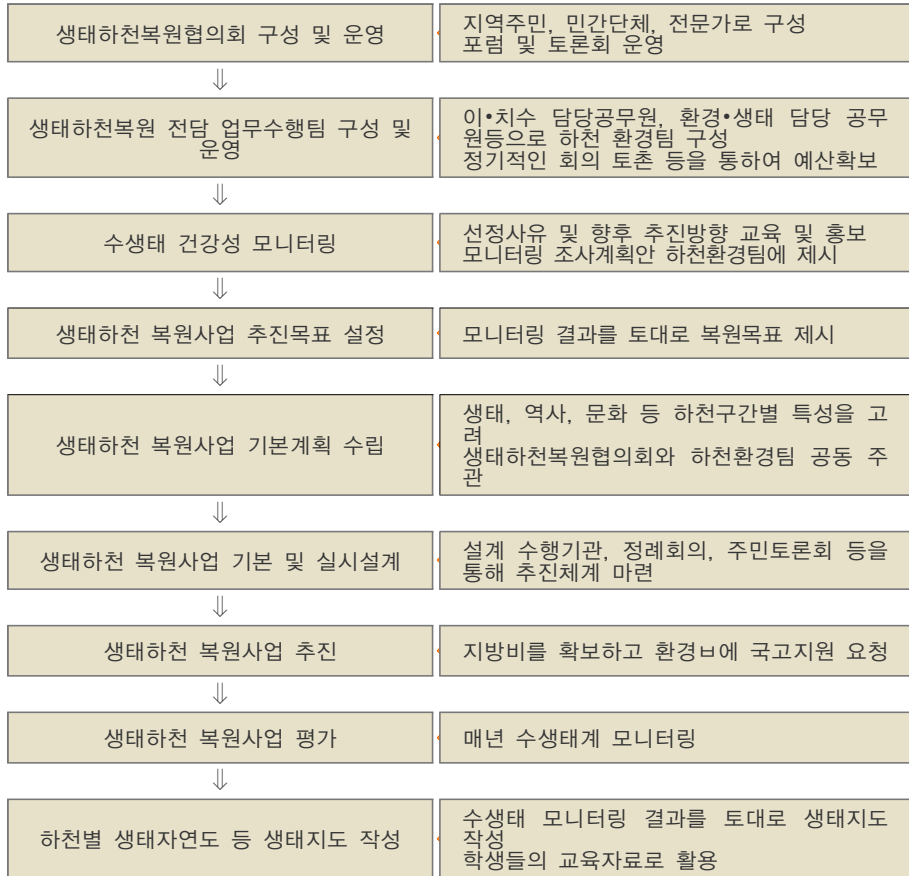 생태하천복원협의회 구성 및 운영
지역주민, 민간단체, 전문가로 구성
포럼 및 토론회 운영
⇓
생태하천복원 전담 업무수행팀 구성 및
운영
이•치수 담당공무원, 환경•생태 담당 공무
원등으로 하천 환경팀 구성
정기적인 회의 토촌 등을 통하여 예산확보
⇓
수생태 건강성 모니터링
선정사유 및 향후 추진방향 교육 및 홍보
모니터링 조사계획안 하천환경팀에 제시
⇓
생태하천 복원사업 추진목표 설정
모니터링 결과를 토대로 복원목표 제시
⇓
생태하천 복원사업 기본계획 수립
생태, 역사, 문화 등 하천구간별 특성을 고
려
생태하천복원협의회와 하천환경팀 공동 주
관
⇓
생태하천 복원사업 기본 및 실시설계
설계 수행기관, 정례회의, 주민토론회 등을
통해 추진체계 마련
⇓
생태하천 복원사업 추진
지방비를 확보하고 환경ㅂ에 국고지원 요청
⇓
생태하천 복원사업 평가
매년 수생태계 모니터링
⇓
하천별 생태자연도 등 생태지도 작성
수생태 모니터링 결과를 토대로 생태지도
작성
학생들의 교육자료로 활용